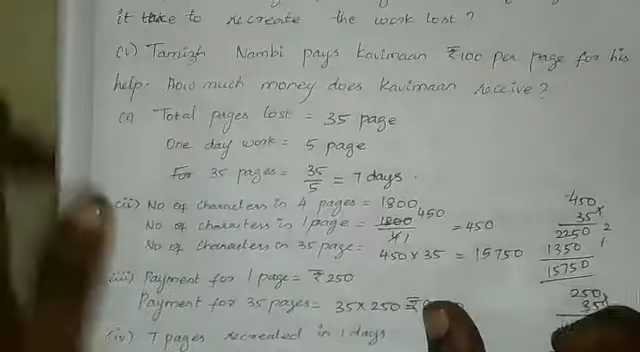 it take to recreate the work lost?
(v) Tamizh Nambi pays Kavimaan ₹100 per page for his
help. How much money does Kavimaan receive?
(i) Total pages lost = 35 page
One day work = 5 page
For 35 pages = 35/5 = 7 days.
(ii) No of characters in 4 pages = 1800
No of characters in 1 page = 1800/4 450 = 450
No of characters in 35 page = 450 x 35 = 15750
450
35 x
2250 2
1350 1
15750
(iii) Payment for 1 page = ₹250
Payment for 35 pages = 35 x 250 =
250
35 x
(iv) 7 pages recreated in 1 days